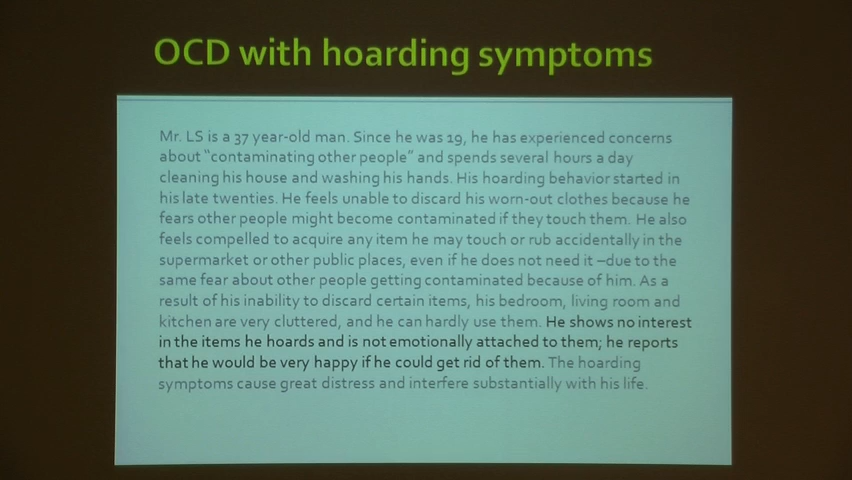 OCD with hoarding symptoms
Mr. LS is a 37 year-old man. Since he was 19, he has experienced concerns
about “contaminating other people” and spends several hours a day
cleaning his house and washing his hands. His hoarding behavior started in
his late twenties. He feels unable to discard his worn-out clothes because he
fears other people might become contaminated if they touch them. He also
feels compelled to acquire any item he may touch or rub accidentally in the
supermarket or other public places, even if he does not need it –due to the
same fear about other people getting contaminated because of him. As a
result of his inability to discard certain items, his bedroom, living room and
kitchen are very cluttered, and he can hardly use them. He shows no interest
in the items he hoards and is not emotionally attached to them; he reports
that he would be very happy if he could get rid of them. The hoarding
symptoms cause great distress and interfere substantially with his life.